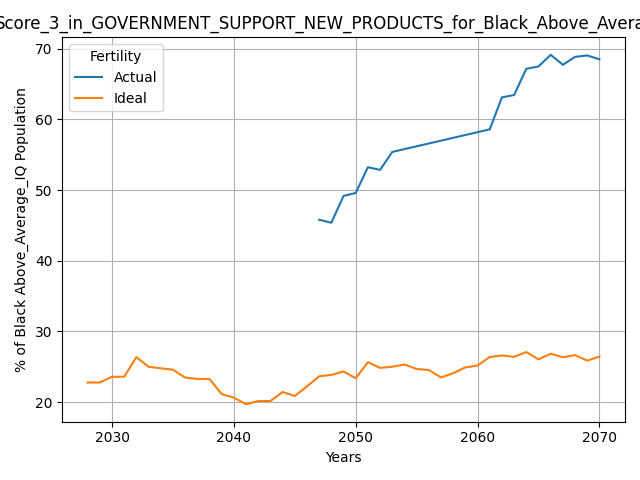 Score_3_in_GOVERNMENT_SUPPORT_NEW_PRODUCTS_for_Black_Above_Avera
Fertility
Actual
Ideal
70
60
50
40
30
20
% of Black Above_Average_IQ Population
2030 2040 2050 2060 2070
Years